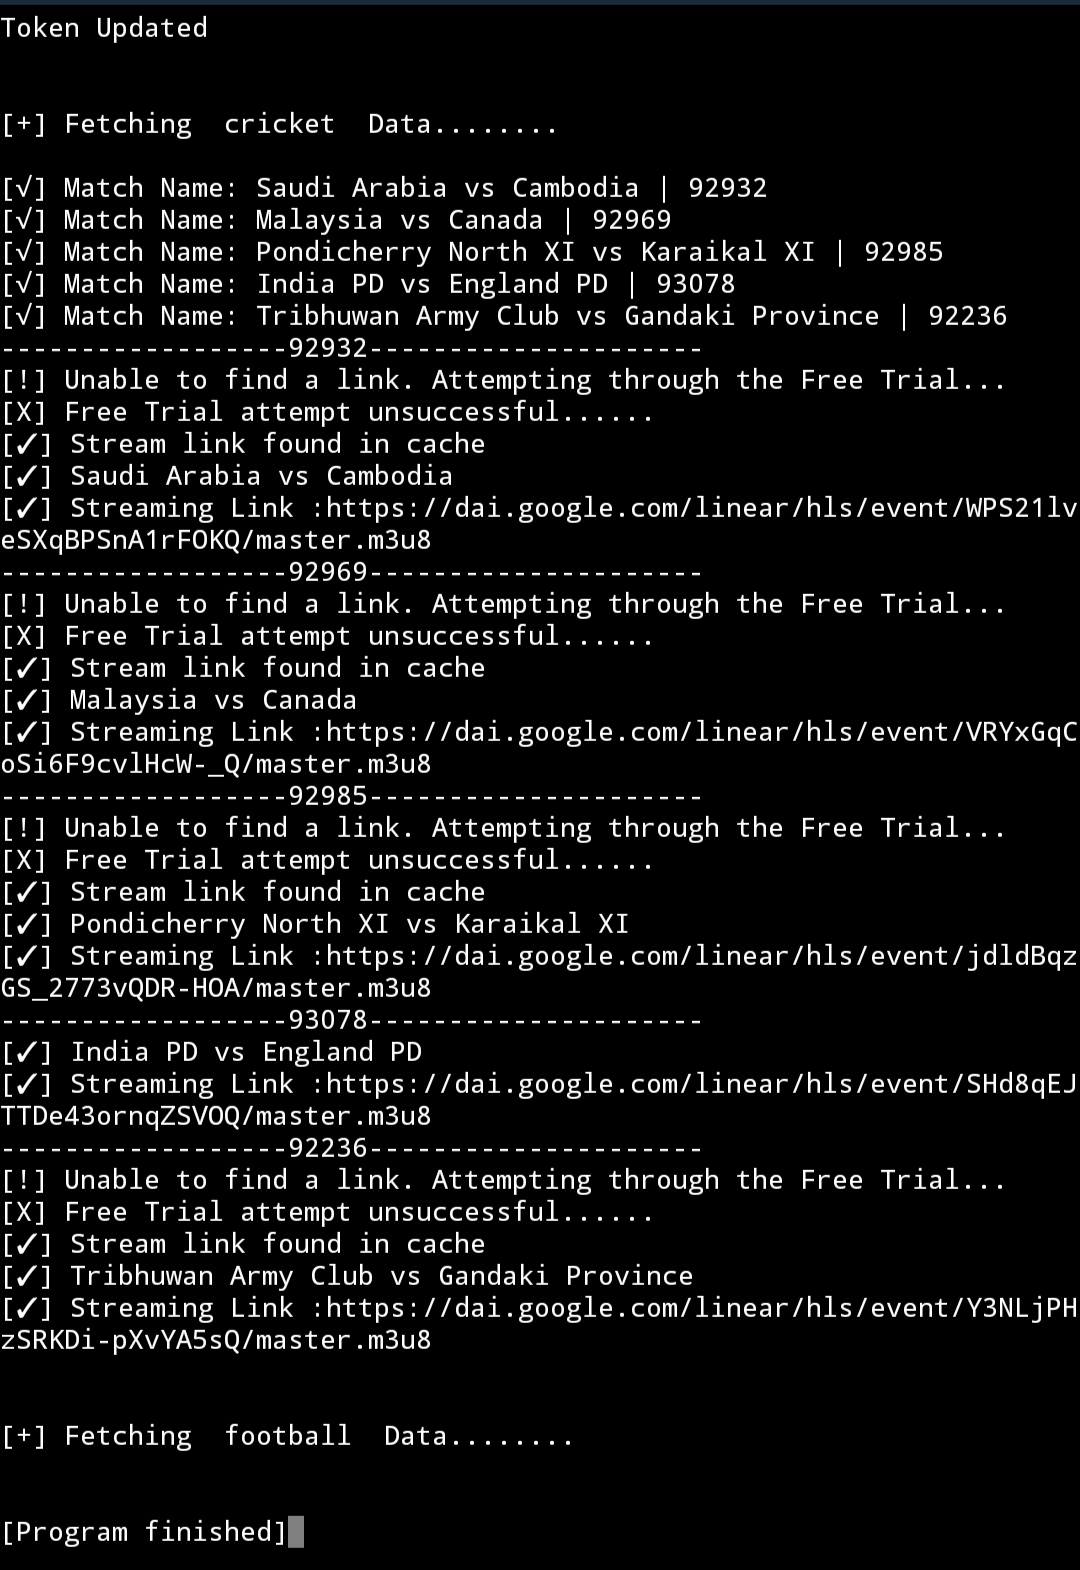 Token Updated
[+] Fetching  cricket  Data........
[√] Match Name: Saudi Arabia vs Cambodia | 92932
[√] Match Name: Malaysia vs Canada | 92969
[√] Match Name: Pondicherry North XI vs Karaikal XI | 92985
[√] Match Name: India PD vs England PD | 93078
[√] Match Name: Tribhuwan Army Club vs Gandaki Province | 92236
------------------92932---------------------
[!] Unable to find a link. Attempting through the Free Trial...
[X] Free Trial attempt unsuccessful......
[✓] Stream link found in cache
[✓] Saudi Arabia vs Cambodia
[✓] Streaming Link :https://dai.google.com/linear/hls/event/WPS21lv
eSXqBPSnA1rFOKQ/master.m3u8
------------------92969---------------------
[!] Unable to find a link. Attempting through the Free Trial...
[X] Free Trial attempt unsuccessful......
[✓] Stream link found in cache
[✓] Malaysia vs Canada
[✓] Streaming Link :https://dai.google.com/linear/hls/event/VRYxGqC
oSi6F9cvlHcW-_Q/master.m3u8
------------------92985---------------------
[!] Unable to find a link. Attempting through the Free Trial...
[X] Free Trial attempt unsuccessful......
[✓] Stream link found in cache
[✓] Pondicherry North XI vs Karaikal XI
[✓] Streaming Link :https://dai.google.com/linear/hls/event/jdldBqz
GS_2773vQDR-HOA/master.m3u8
------------------93078---------------------
[✓] India PD vs England PD
[✓] Streaming Link :https://dai.google.com/linear/hls/event/SHd8qEJ
TTDe43ornqZSVOQ/master.m3u8
------------------92236---------------------
[!] Unable to find a link. Attempting through the Free Trial...
[X] Free Trial attempt unsuccessful......
[✓] Stream link found in cache
[✓] Tribhuwan Army Club vs Gandaki Province
[✓] Streaming Link :https://dai.google.com/linear/hls/event/Y3NLjPH
zSRKDi-pXvYA5sQ/master.m3u8
[+] Fetching  football  Data........
[Program finished]